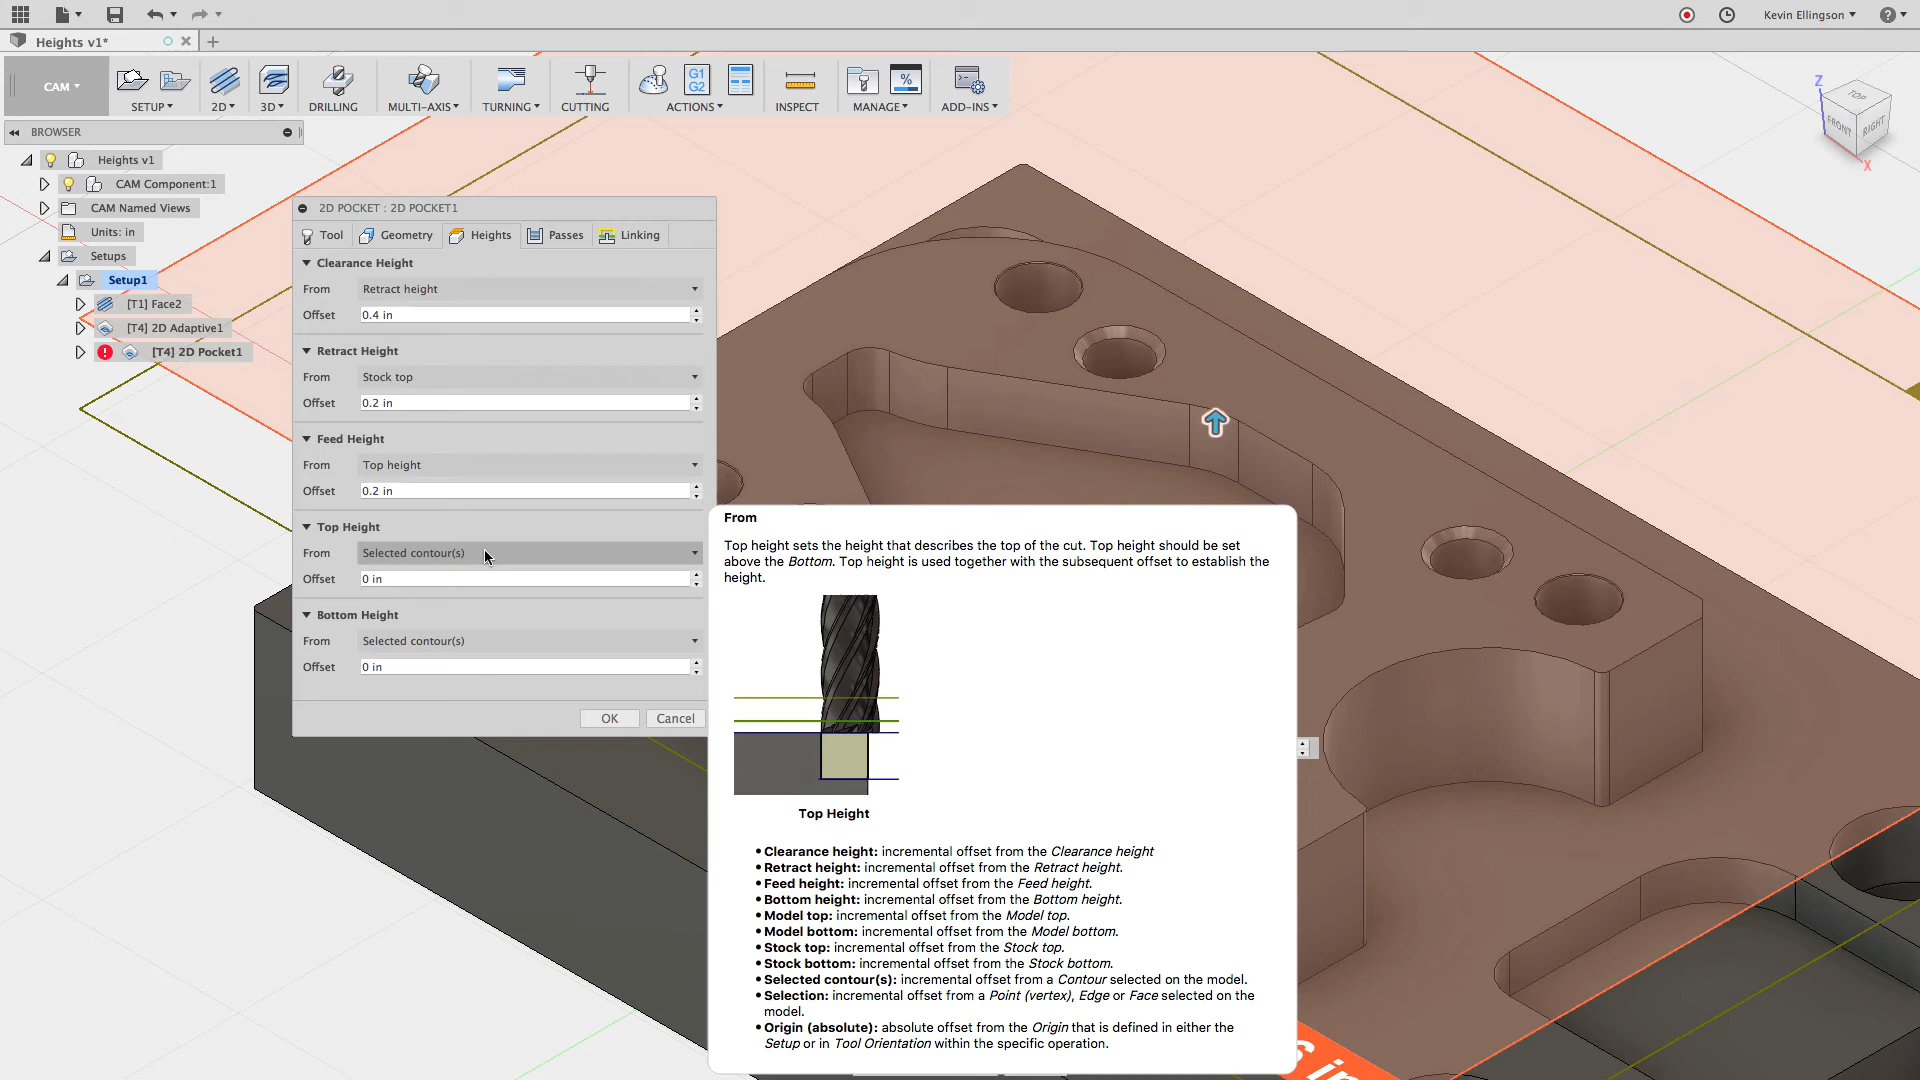 Kevin Ellingson
Heights v1*
CAM
SETUP
2D
3D
DRILLING
MULTI-AXIS
TURNING
CUTTING
G1
G2
ACTIONS
INSPECT
%
MANAGE
ADD-INS
Z
TOP
FRONT
RIGHT
X
BROWSER
Heights v1
CAM Component:1
CAM Named Views
Units: in
Setups
Setup1
[T1] Face2
[T4] 2D Adaptive1
[T4] 2D Pocket1
2D POCKET : 2D POCKET1
Tool
Geometry
Heights
Passes
Linking
Clearance Height
From
Retract height
Offset
0.4 in
Retract Height
From
Stock top
Offset
0.2 in
Feed Height
From
Top height
Offset
0.2 in
Top Height
From
Selected contour(s)
Offset
0 in
Bottom Height
From
Selected contour(s)
Offset
0 in
OK
Cancel
From
Top height sets the height that describes the top of the cut. Top height should be set
above the Bottom. Top height is used together with the subsequent offset to establish the
height.
Top Height
• Clearance height: incremental offset from the Clearance height
• Retract height: incremental offset from the Retract height.
• Feed height: incremental offset from the Feed height.
• Bottom height: incremental offset from the Bottom height.
• Model top: incremental offset from the Model top.
• Model bottom: incremental offset from the Model bottom.
• Stock top: incremental offset from the Stock top.
• Stock bottom: incremental offset from the Stock bottom.
• Selected contour(s): incremental offset from a Contour selected on the model.
• Selection: incremental offset from a Point (vertex), Edge or Face selected on the
model.
• Origin (absolute): absolute offset from the Origin that is defined in either the
Setup or in Tool Orientation within the specific operation.